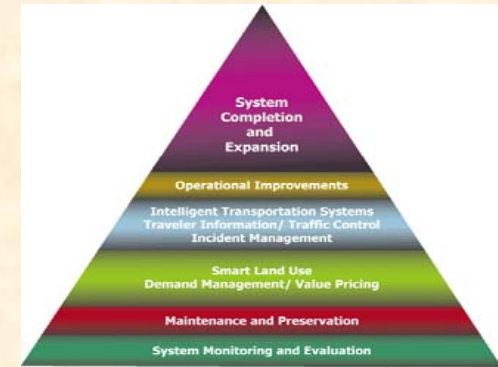 System
Completion
and
Expansion
Operational Improvements
Intelligent Transportation Systems
Traveler Information/ Traffic Control
Incident Management
Smart Land Use
Demand Management/ Value Pricing
Maintenance and Preservation
System Monitoring and Evaluation